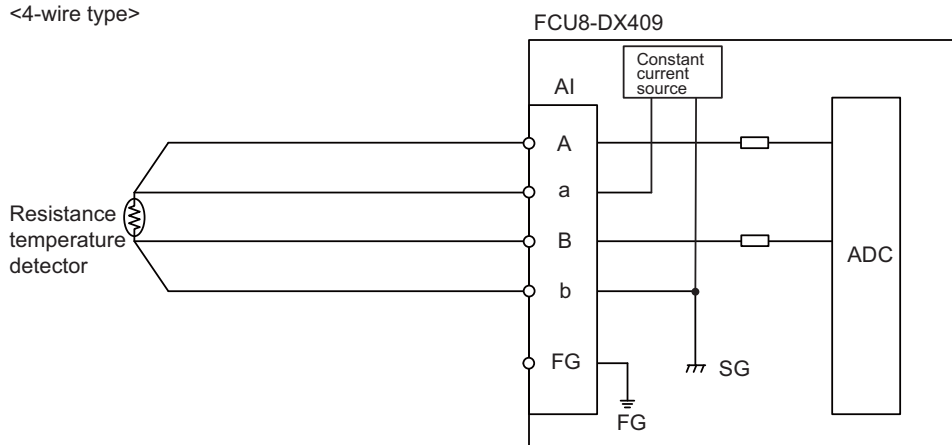 <4-wire type>
FCU8-DX409
Constant
current
source
AI
A
a
B
b
FG
Resistance
temperature
detector
ADC
SG
FG